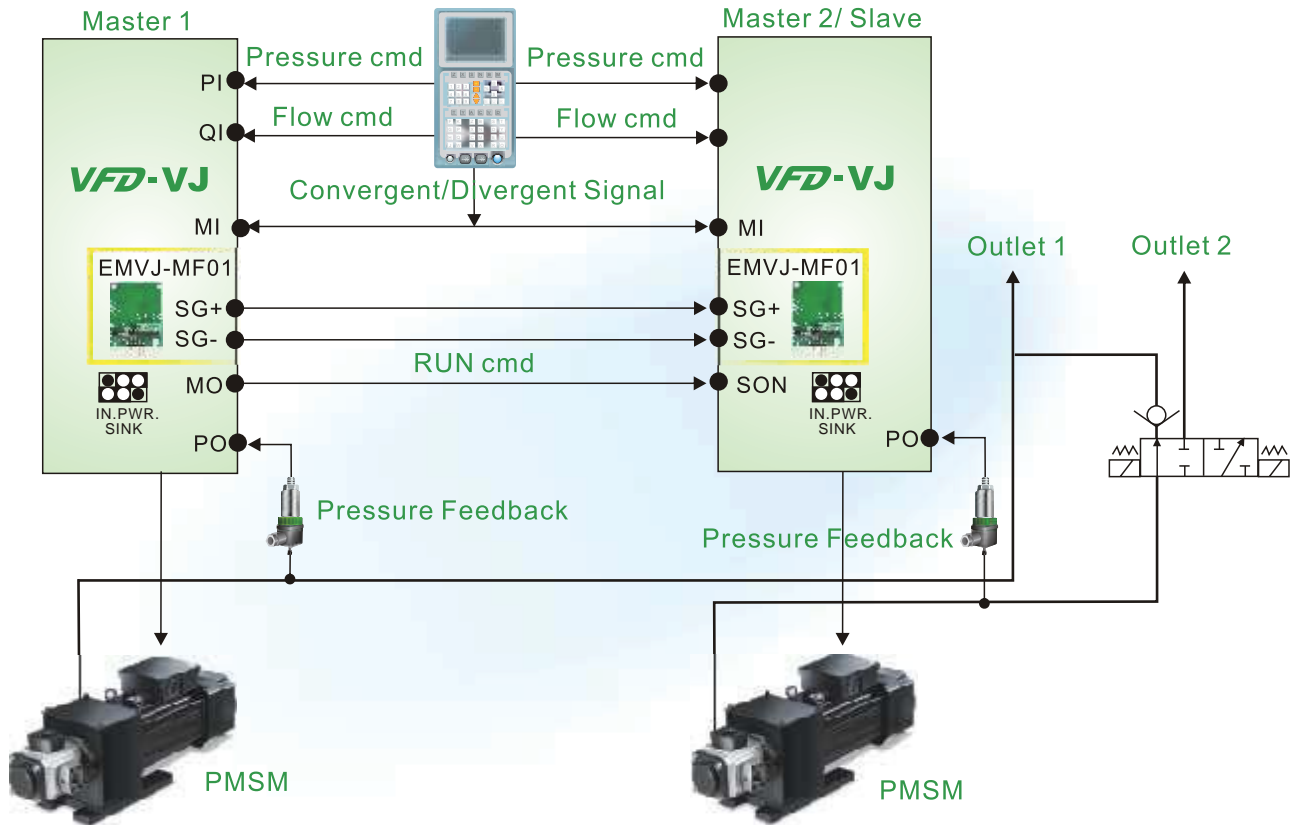 Master 1
Master 2/ Slave
Pressure cmd
Pressure cmd
PI
Flow cmd
Flow cmd
QI
VFD-VJ
VFD-VJ
Convergent/Divergent Signal
MI
MI
Outlet 1
Outlet 2
EMVJ-MF01
EMVJ-MF01
SG+
SG+
SG-
SG-
RUN cmd
MO
SON
IN.PWR.
SINK
IN.PWR.
SINK
PO
PO
Pressure Feedback
Pressure Feedback
PMSM
PMSM